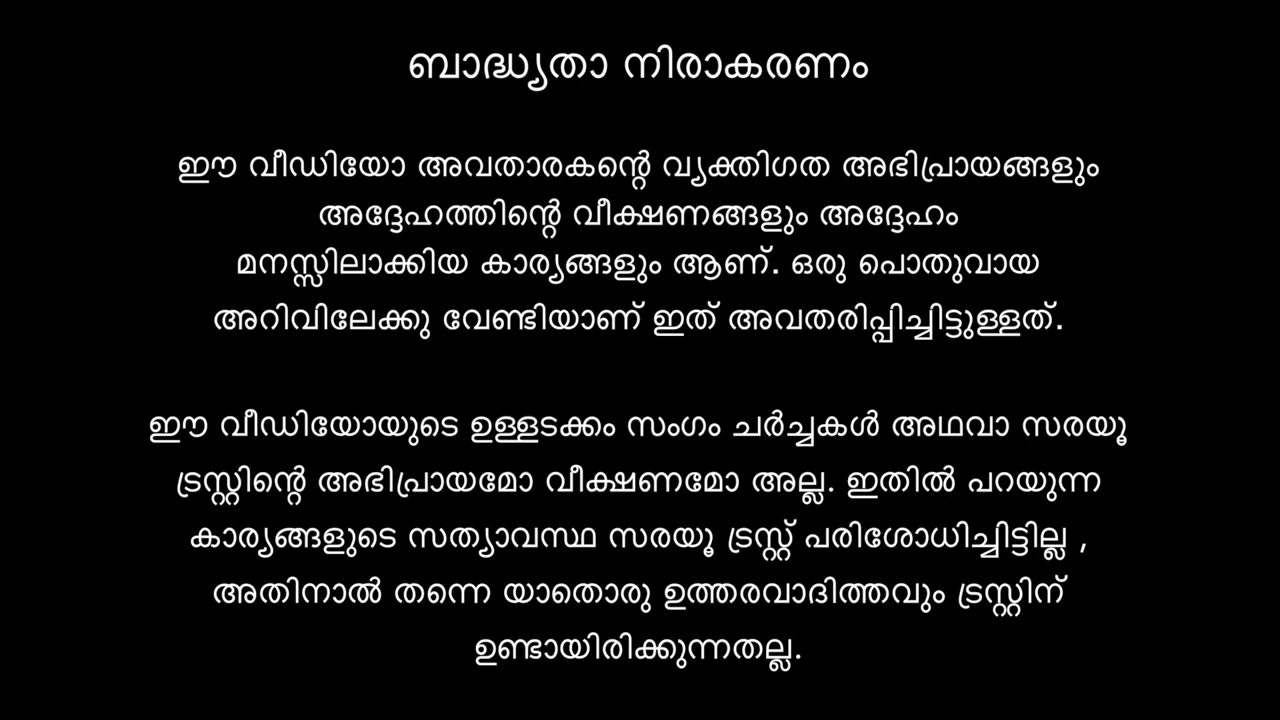 ബാദ്ധ്യതാ നിരാകരണം
ഈ വീഡിയോ അവതാരകന്റെ വ്യക്തിഗത അഭിപ്രായങ്ങളും
അദ്ദേഹത്തിന്റെ വീക്ഷണങ്ങളും അദ്ദേഹം
മനസ്സിലാക്കിയ കാര്യങ്ങളും ആണ്. ഒരു പൊതുവായ
അറിവിലേക്കു വേണ്ടിയാണ് ഇത് അവതരിപ്പിച്ചിട്ടുള്ളത്.
ഈ വീഡിയോയുടെ ഉള്ളടക്കം സംഗം ചർച്ചകൾ അഥവാ സരയൂ
ട്രസ്റ്റിന്റെ അഭിപ്രായമോ വീക്ഷണമോ അല്ല. ഇതിൽ പറയുന്ന
കാര്യങ്ങളുടെ സത്യാവസ്ഥ സരയൂ ട്രസ്റ്റ് പരിശോധിച്ചിട്ടില്ല ,
അതിനാൽ തന്നെ യാതൊരു ഉത്തരവാദിത്തവും ട്രസ്റ്റിന്
ഉണ്ടായിരിക്കുന്നതല്ല.